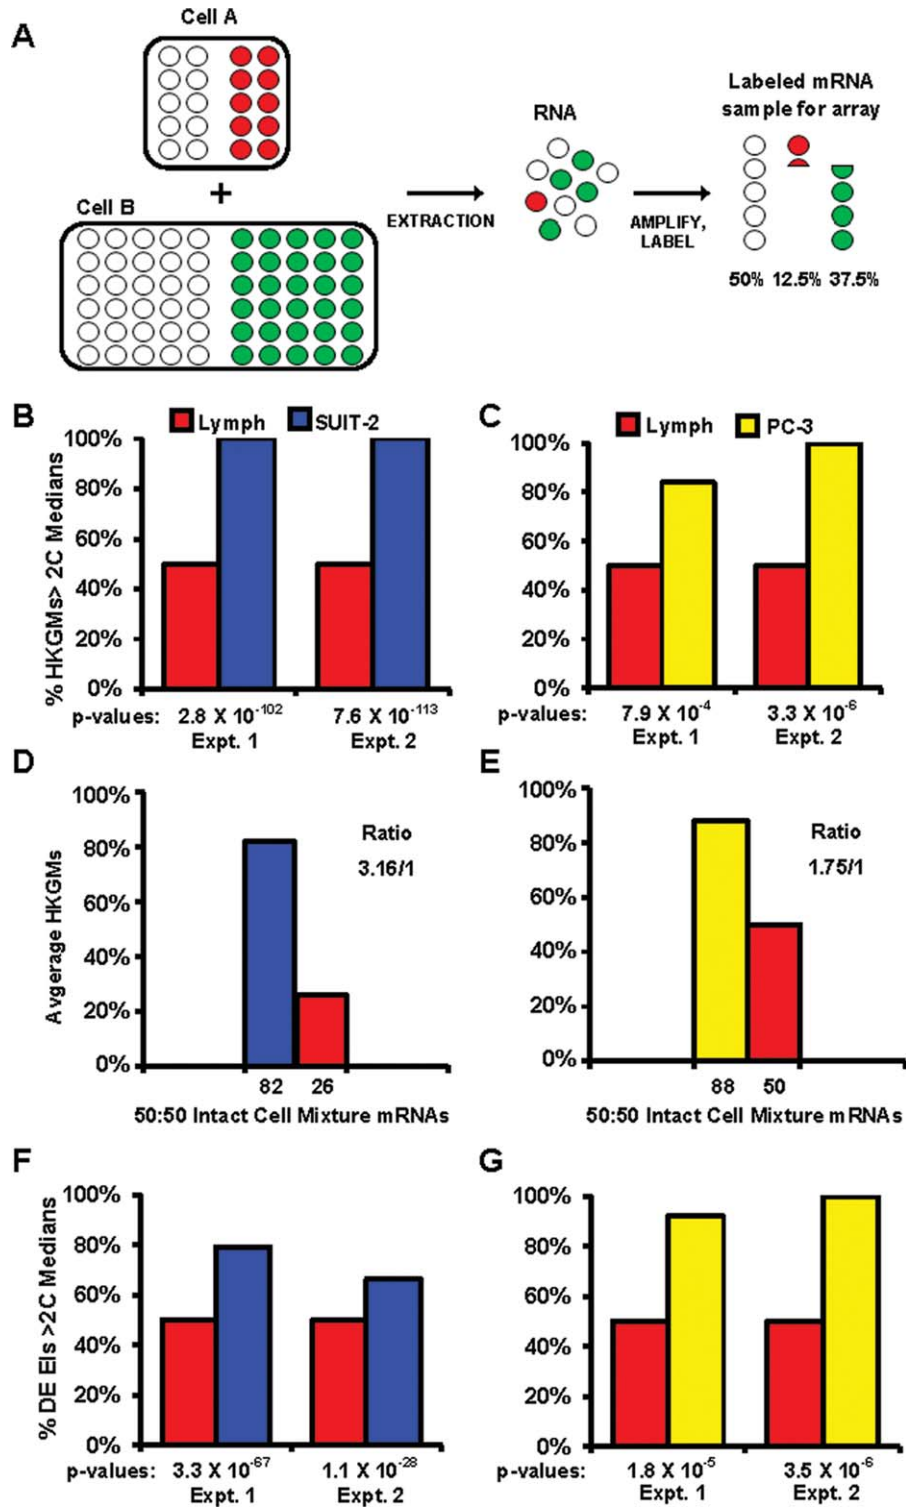 A
Cell A
+
Cell B
EXTRACTION
RNA
AMPLIFY,
LABEL
Labeled mRNA
sample for array
50% 12.5% 37.5%
B
Lymph SUIT-2
% HKGMs> 2C Medians
100%
80%
60%
40%
20%
0%
p-values: 2.8 X 10⁻¹⁰² 7.6 X 10⁻¹¹³
Expt. 1 Expt. 2
C
Lymph PC-3
100%
80%
60%
40%
20%
0%
p-values: 7.9 X 10⁻⁴ 3.3 X 10⁻⁶
Expt. 1 Expt. 2
D
Avgerage HKGMs
100%
80%
60%
40%
20%
0%
Ratio
3.16/1
82 26
50:50 Intact Cell Mixture mRNAs
E
100%
80%
60%
40%
20%
0%
Ratio
1.75/1
88 50
50:50 Intact Cell Mixture mRNAs
F
% DE EIs >2C Medians
100%
80%
60%
40%
20%
0%
p-values: 3.3 X 10⁻⁶⁷ 1.1 X 10⁻²⁸
Expt. 1 Expt. 2
G
100%
80%
60%
40%
20%
0%
p-values: 1.8 X 10⁻⁵ 3.5 X 10⁻⁶
Expt. 1 Expt. 2